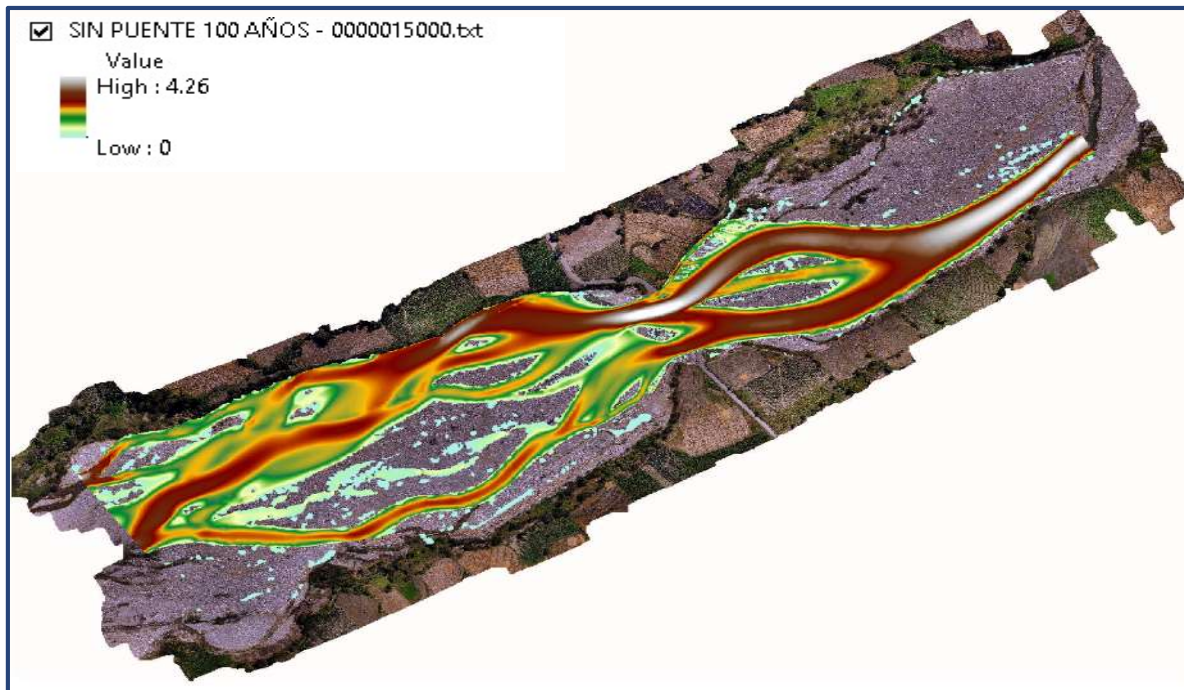 SIN PUENTE 100 AÑOS - 0000015000.txt
Value
High : 4.26
Low : 0